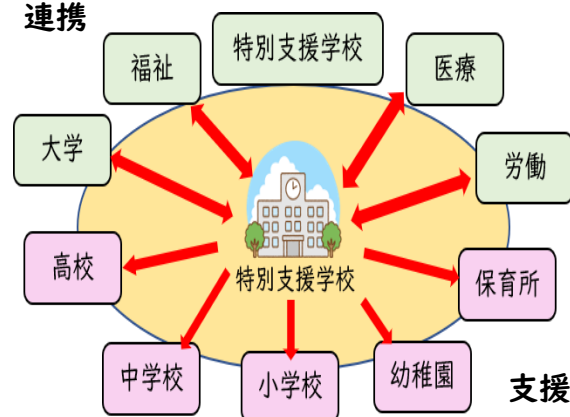 連携
福祉
特別支援学校
医療
大学
労働
高校
特別支援学校
保育所
中学校
小学校
幼稚園
支援